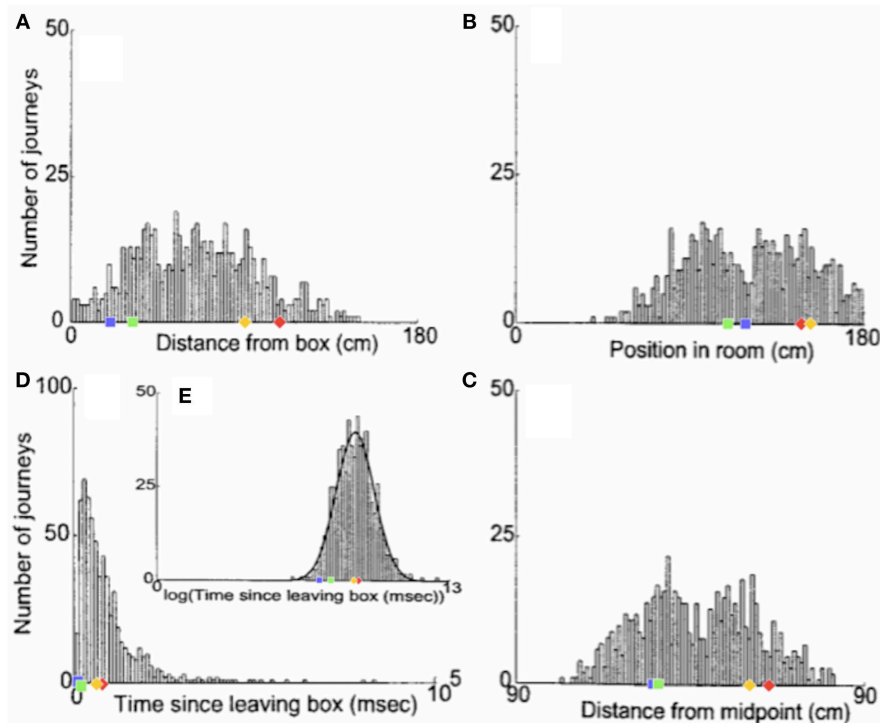 A
50
25
0
Number of journeys
0
180
Distance from box (cm)
B
50
25
0
0
180
Position in room (cm)
D
100
50
0
Number of journeys
0
10
5
Time since leaving box (msec)
E
50
25
0
0
13
log(Time since leaving box (msec))
C
50
25
0
90
90
Distance from midpoint (cm)